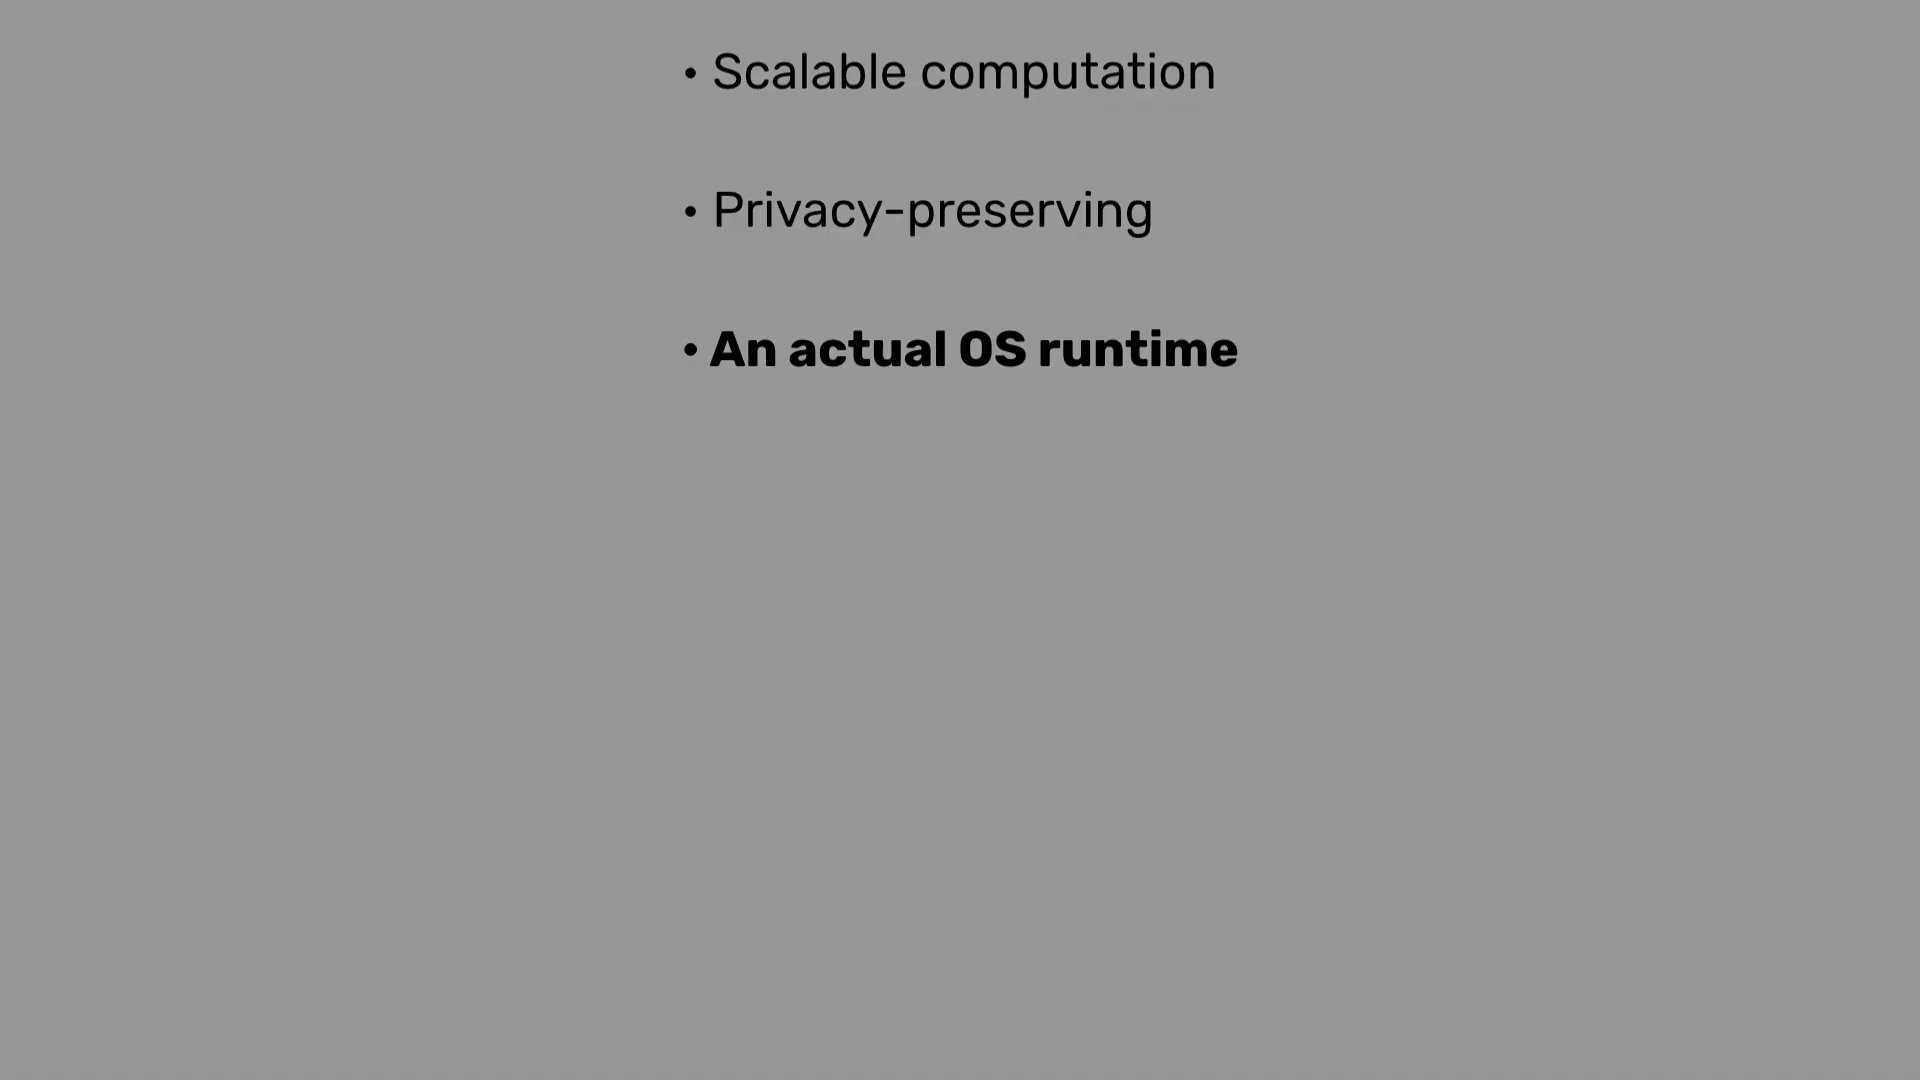 • Scalable computation
• Privacy-preserving
• An actual OS runtime